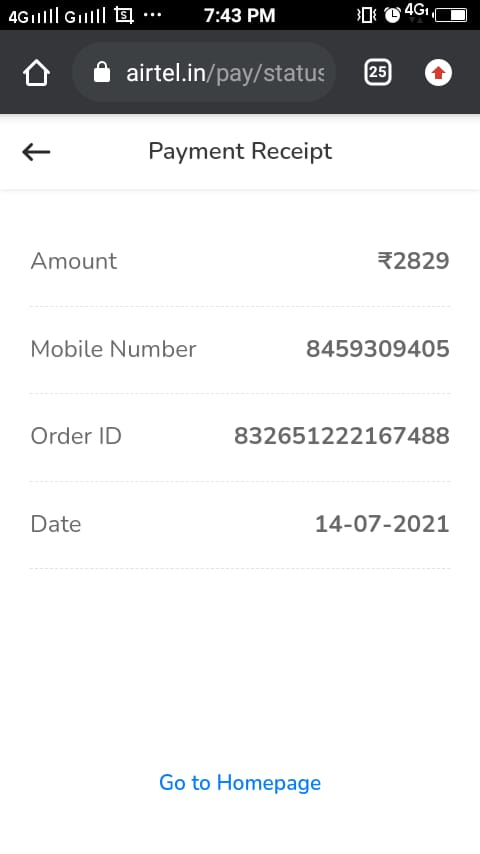 4G G S ... 7:43 PM 4G
airtel.in/pay/status 25
Payment Receipt
Amount ₹2829
Mobile Number 8459309405
Order ID 832651222167488
Date 14-07-2021
Go to Homepage